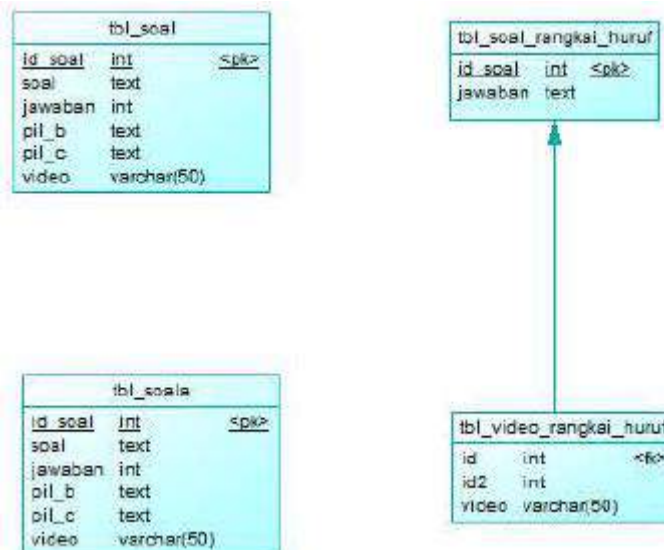 tbl_soal
id_soal int <pk>
soal text
jawaban int
pil_b text
pil_c text
video varchar(50)
tbl_soal_rangkai_huruf
id_soal int <pk>
jawaban text
tbl_soala
id_soal int <pk>
soal text
jawaban int
pil_b text
pil_c text
video varchar(50)
tbl_video_rangkai_huruf
id int <fk>
id2 int
video varchar(50)